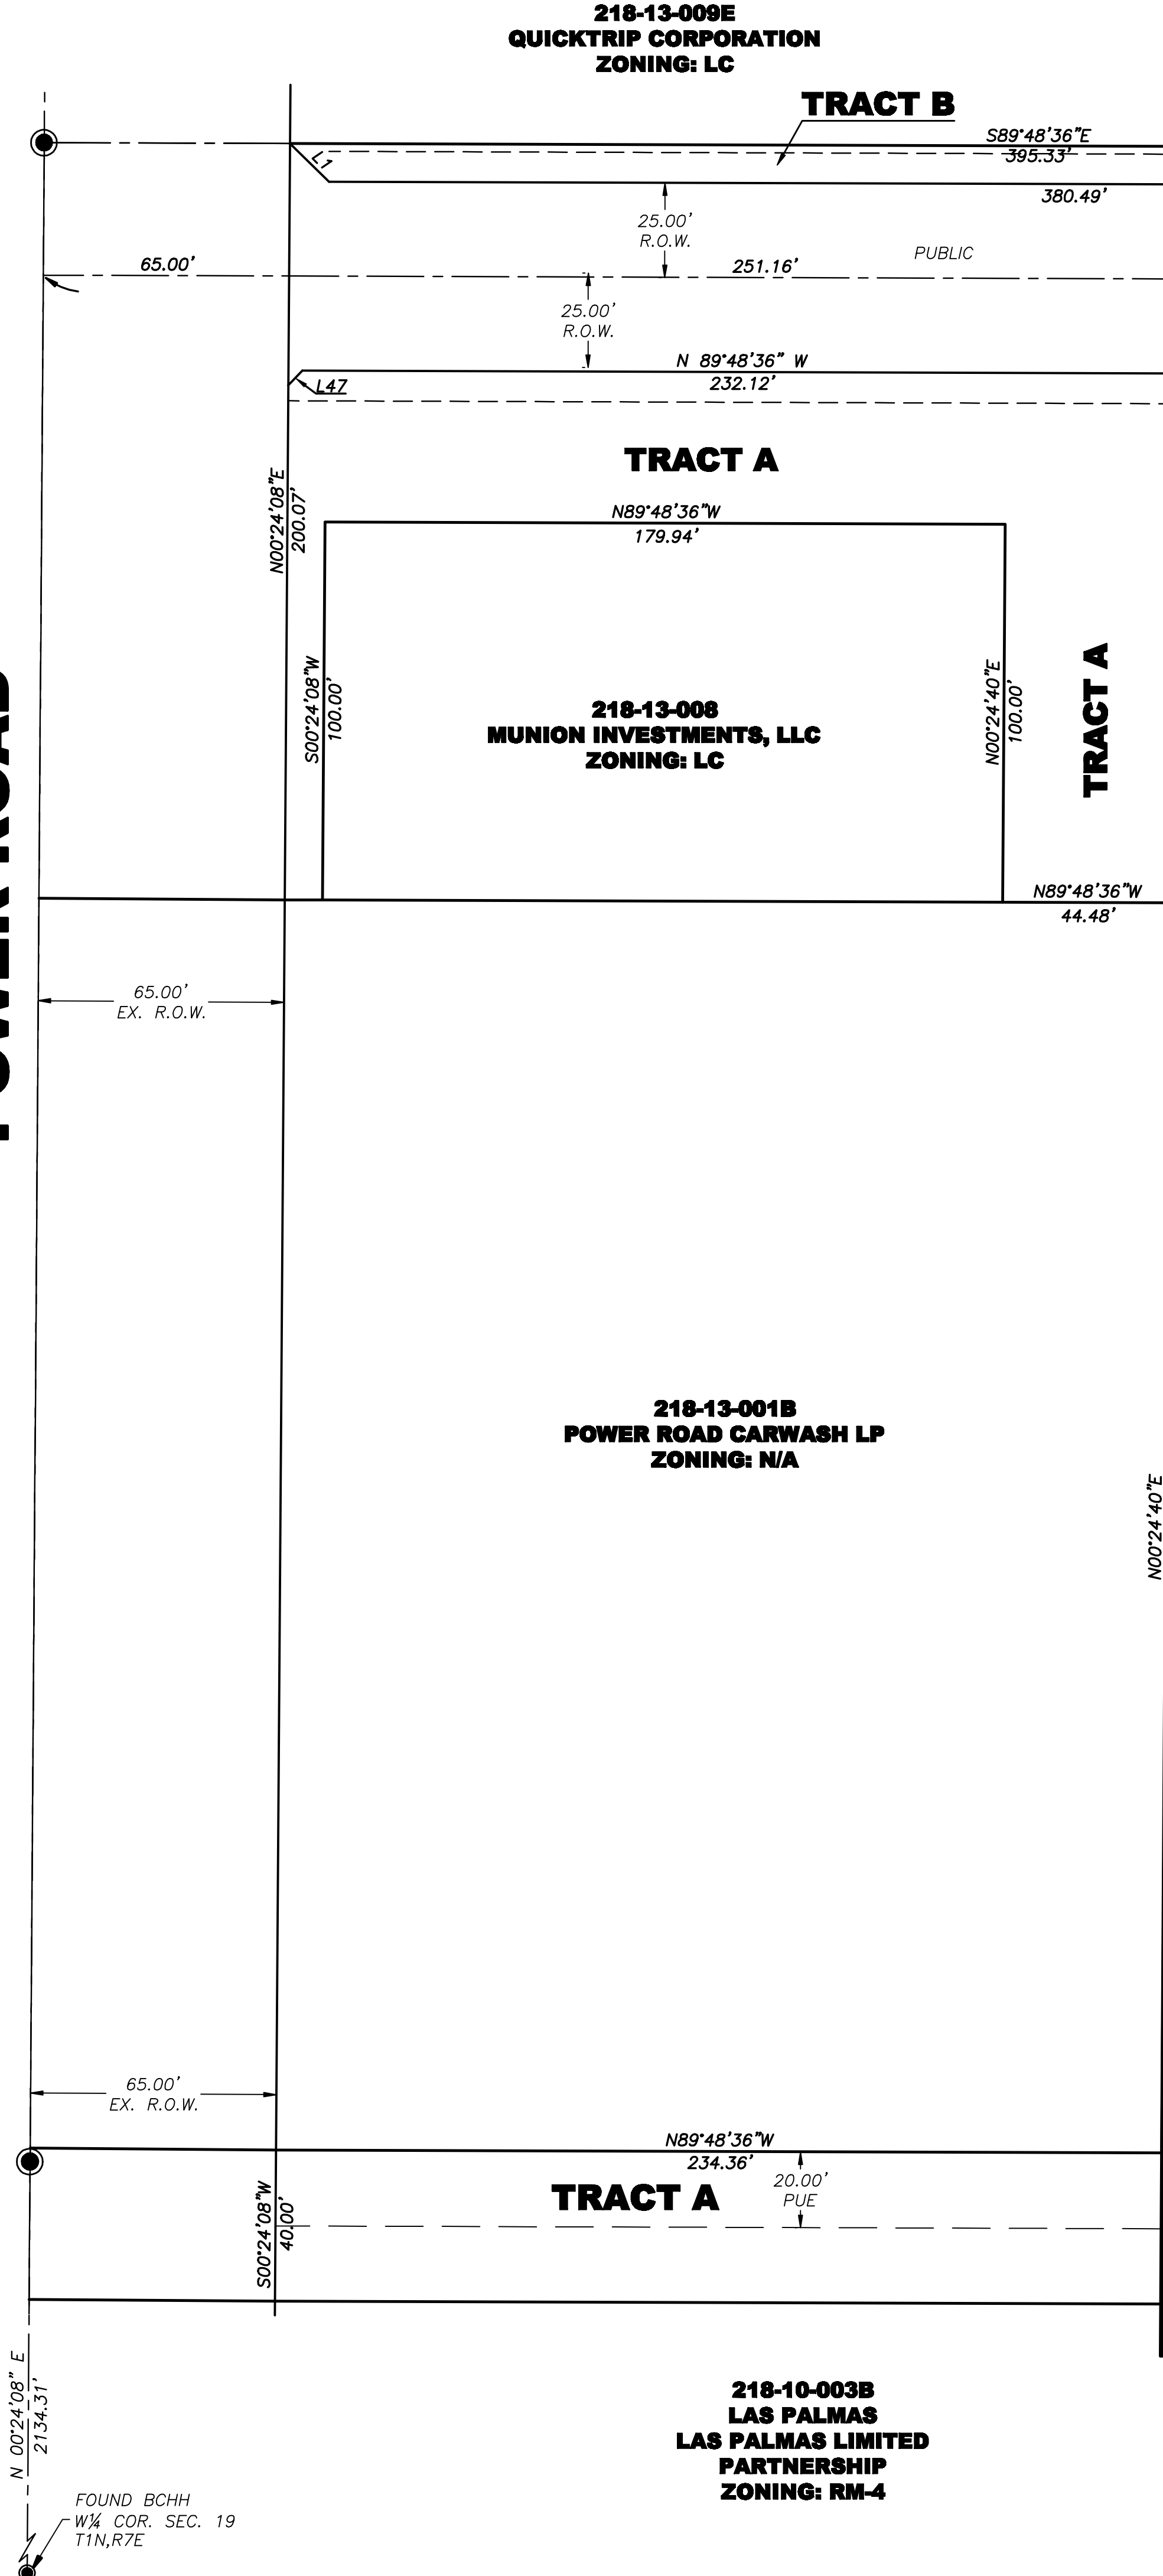 218-13-009E
QUICKTRIP CORPORATION
ZONING: LC
TRACT B
S89°48'36"E
395.33'
L1
380.49'
25.00'
R.O.W.
PUBLIC
65.00'
251.16'
25.00'
R.O.W.
N 89°48'36" W
232.12'
L47
TRACT A
N00°24'08"E
200.07'
N89°48'36"W
179.94'
S00°24'08"W
100.00'
218-13-008
MUNION INVESTMENTS, LLC
ZONING: LC
N00°24'40"E
100.00'
TRACT A
POWER ROAD
N89°48'36"W
44.48'
65.00'
EX. R.O.W.
218-13-001B
POWER ROAD CARWASH LP
ZONING: N/A
N00°24'40"E
65.00'
EX. R.O.W.
N89°48'36"W
234.36'
20.00'
PUE
TRACT A
S00°24'08"W
40.00'
N 00°24'08" E
2134.31'
218-10-003B
LAS PALMAS
LAS PALMAS LIMITED
PARTNERSHIP
ZONING: RM-4
FOUND BCHH
W¼ COR. SEC. 19
T1N,R7E